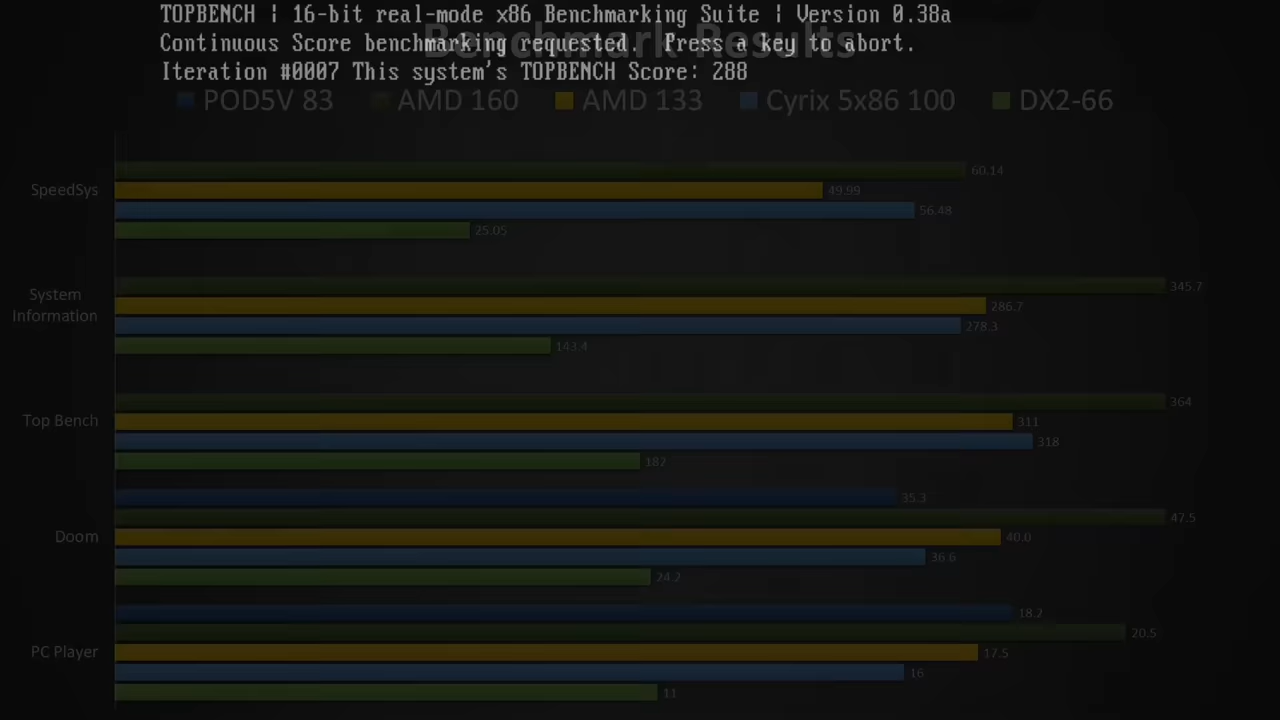 TOPBENCH | 16-bit real-mode x86 Benchmarking Suite | Version 0.38a
Benchmark Results
Continuous Score benchmarking requested.  Press a key to abort.
Iteration #0007 This system's TOPBENCH Score: 288
POD5V 83 AMD 160 AMD 133 Cyrix 5x86 100 DX2-66
60.14
SpeedSys 49.99
56.48
25.05
345.7
System
Information
286.7
278.3
143.4
364
Top Bench 311
318
187
35.3
47.5
Doom 40.0
36.6
24.2
18.2
20.5
PC Player 17.5
16
11